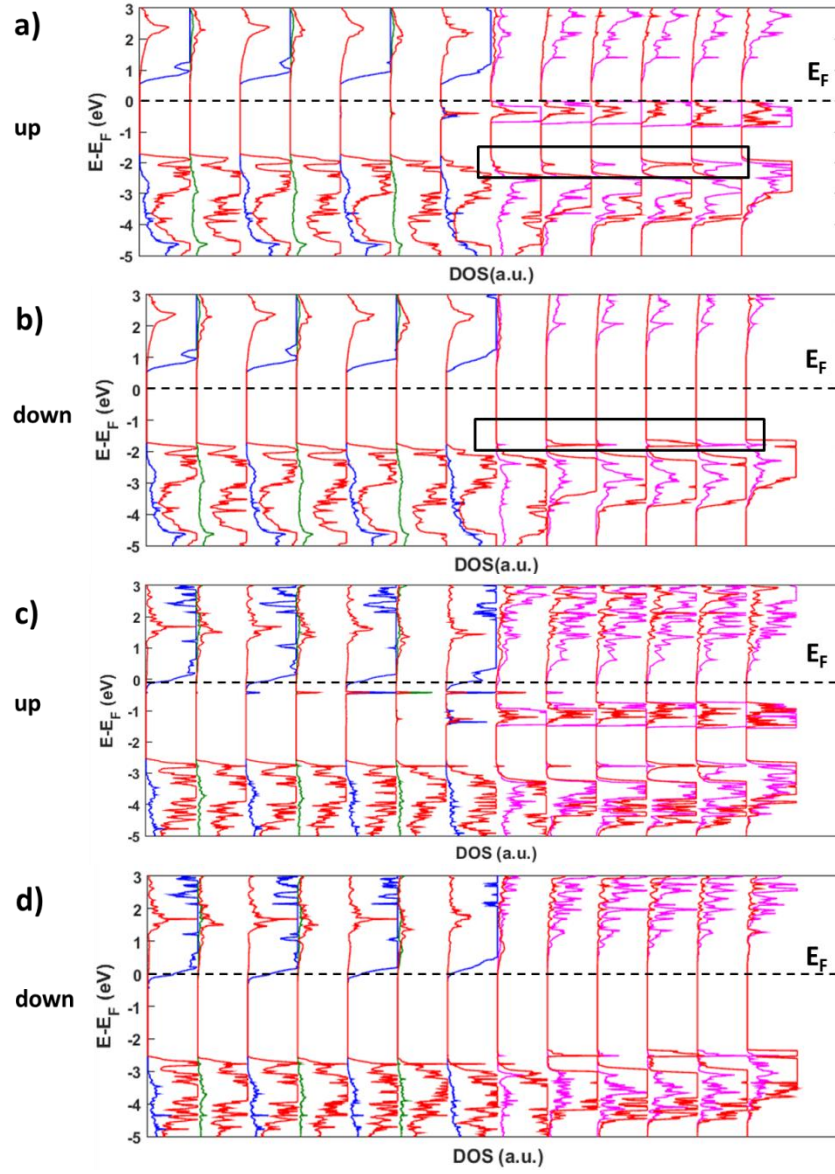 a)
up
E-E_F (eV)
3
2
1
0
-1
-2
-3
-4
-5
E_F
DOS(a.u.)
b)
down
E-E_F (eV)
3
2
1
0
-1
-2
-3
-4
-5
E_F
DOS(a.u.)
c)
up
E-E_F (eV)
3
2
1
0
-1
-2
-3
-4
-5
E_F
DOS (a.u.)
d)
down
E-E_F (eV)
3
2
1
0
-1
-2
-3
-4
-5
E_F
DOS (a.u.)